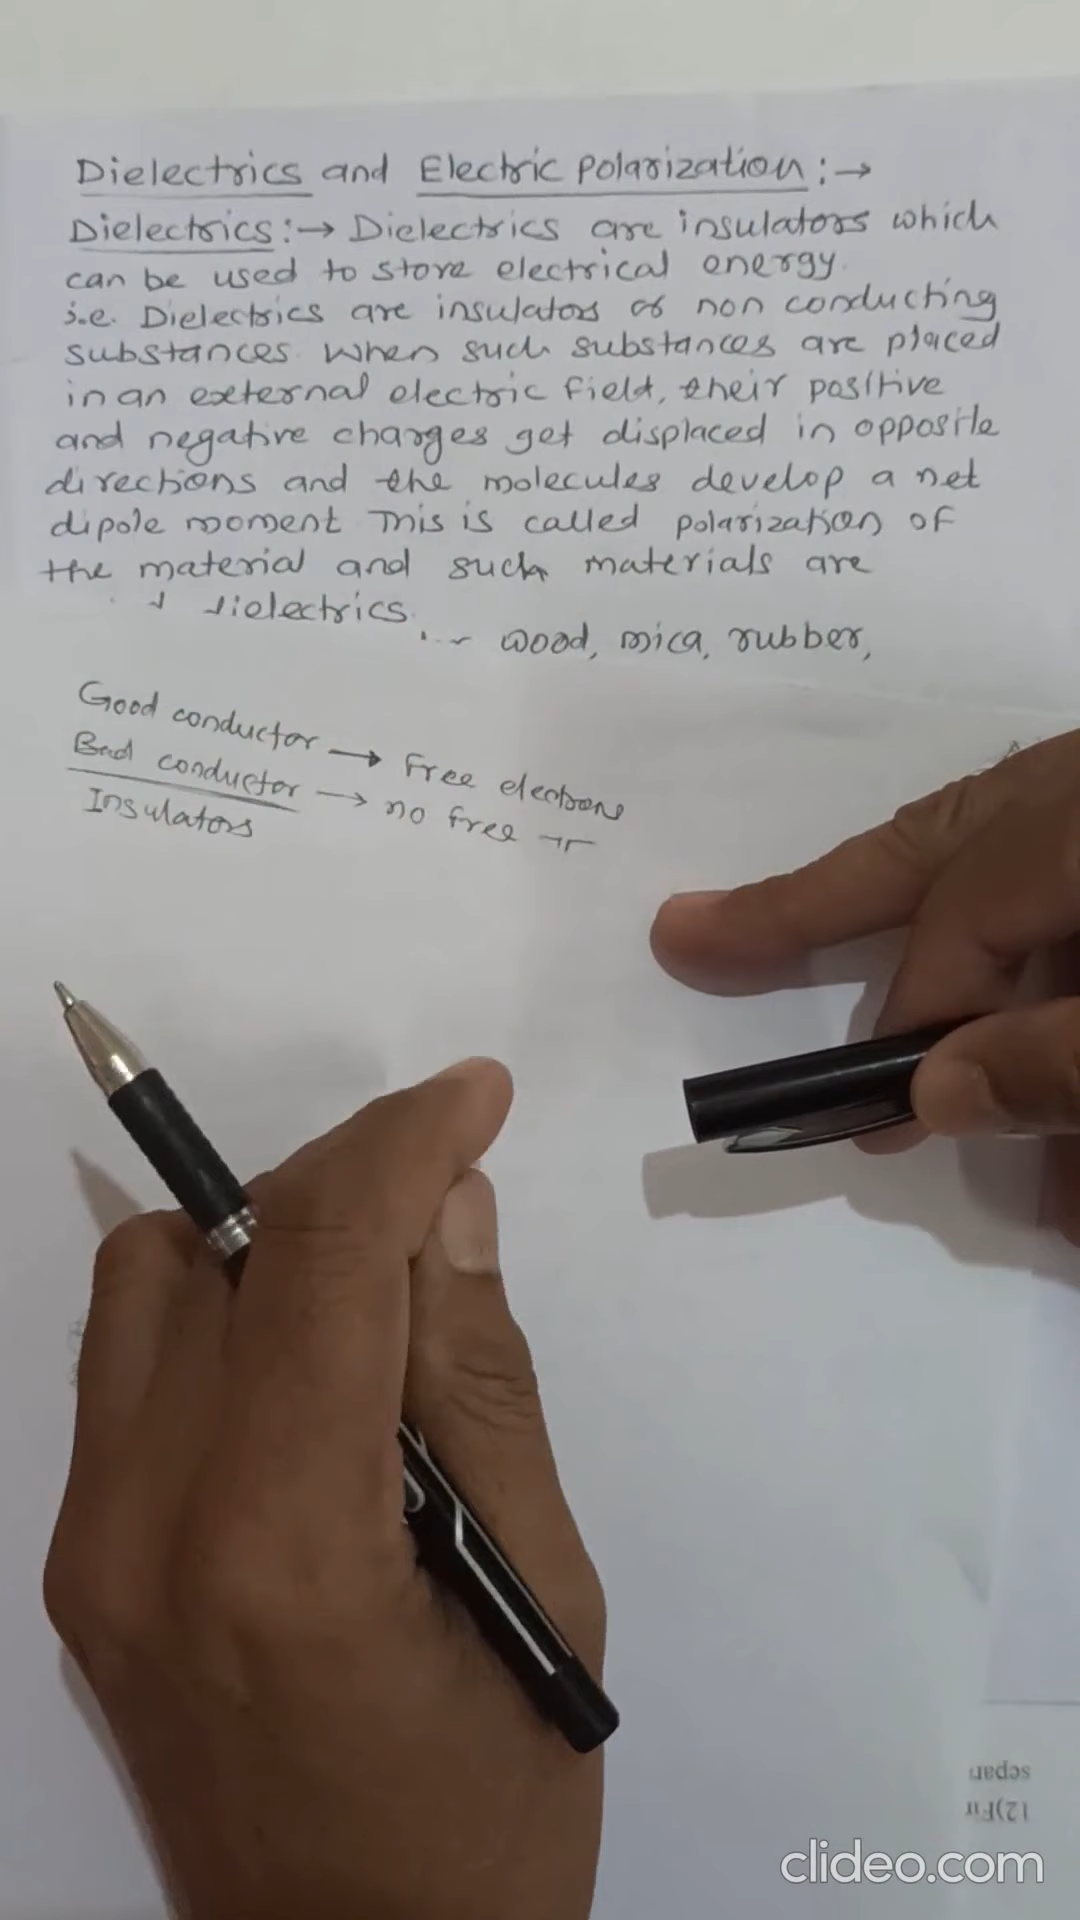 Dielectrics and Electric Polarization:→
Dielectrics:→ Dielectrics are insulators which
can be used to store electrical energy.
i.e. Dielectrics are insulators or non conducting
substances. When such substances are placed
in an external electric field, their positive
and negative charges get displaced in opposite
directions and the molecules develop a net
dipole moment. This is called polarization of
the material and such materials are
dielectrics.
wood, mica, rubber,
Good conductor → Free electrons
Bad conductor → no free
Insulators
separ
12)Fir
clideo.com